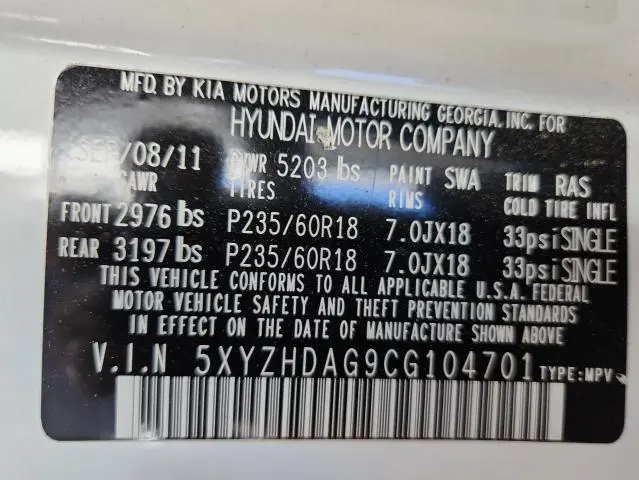 MFD. BY KIA MOTORS MANUFACTURING GEORGIA, INC. FOR
HYUNDAI MOTOR COMPANY
SEP/08/11 GVWR 5203 lbs PAINT SWA TRIM RAS
GAWR TIRES RIMS COLD TIRE INFL
FRONT 2976 lbs P235/60R18 7.0JX18 33psi SINGLE
REAR 3197 lbs P235/60R18 7.0JX18 33psi SINGLE
THIS VEHICLE CONFORMS TO ALL APPLICABLE U.S.A. FEDERAL
MOTOR VEHICLE SAFETY AND THEFT PREVENTION STANDARDS
IN EFFECT ON THE DATE OF MANUFACTURE SHOWN ABOVE.
V.I.N 5XYZHDAG9CG104701 TYPE: MPV